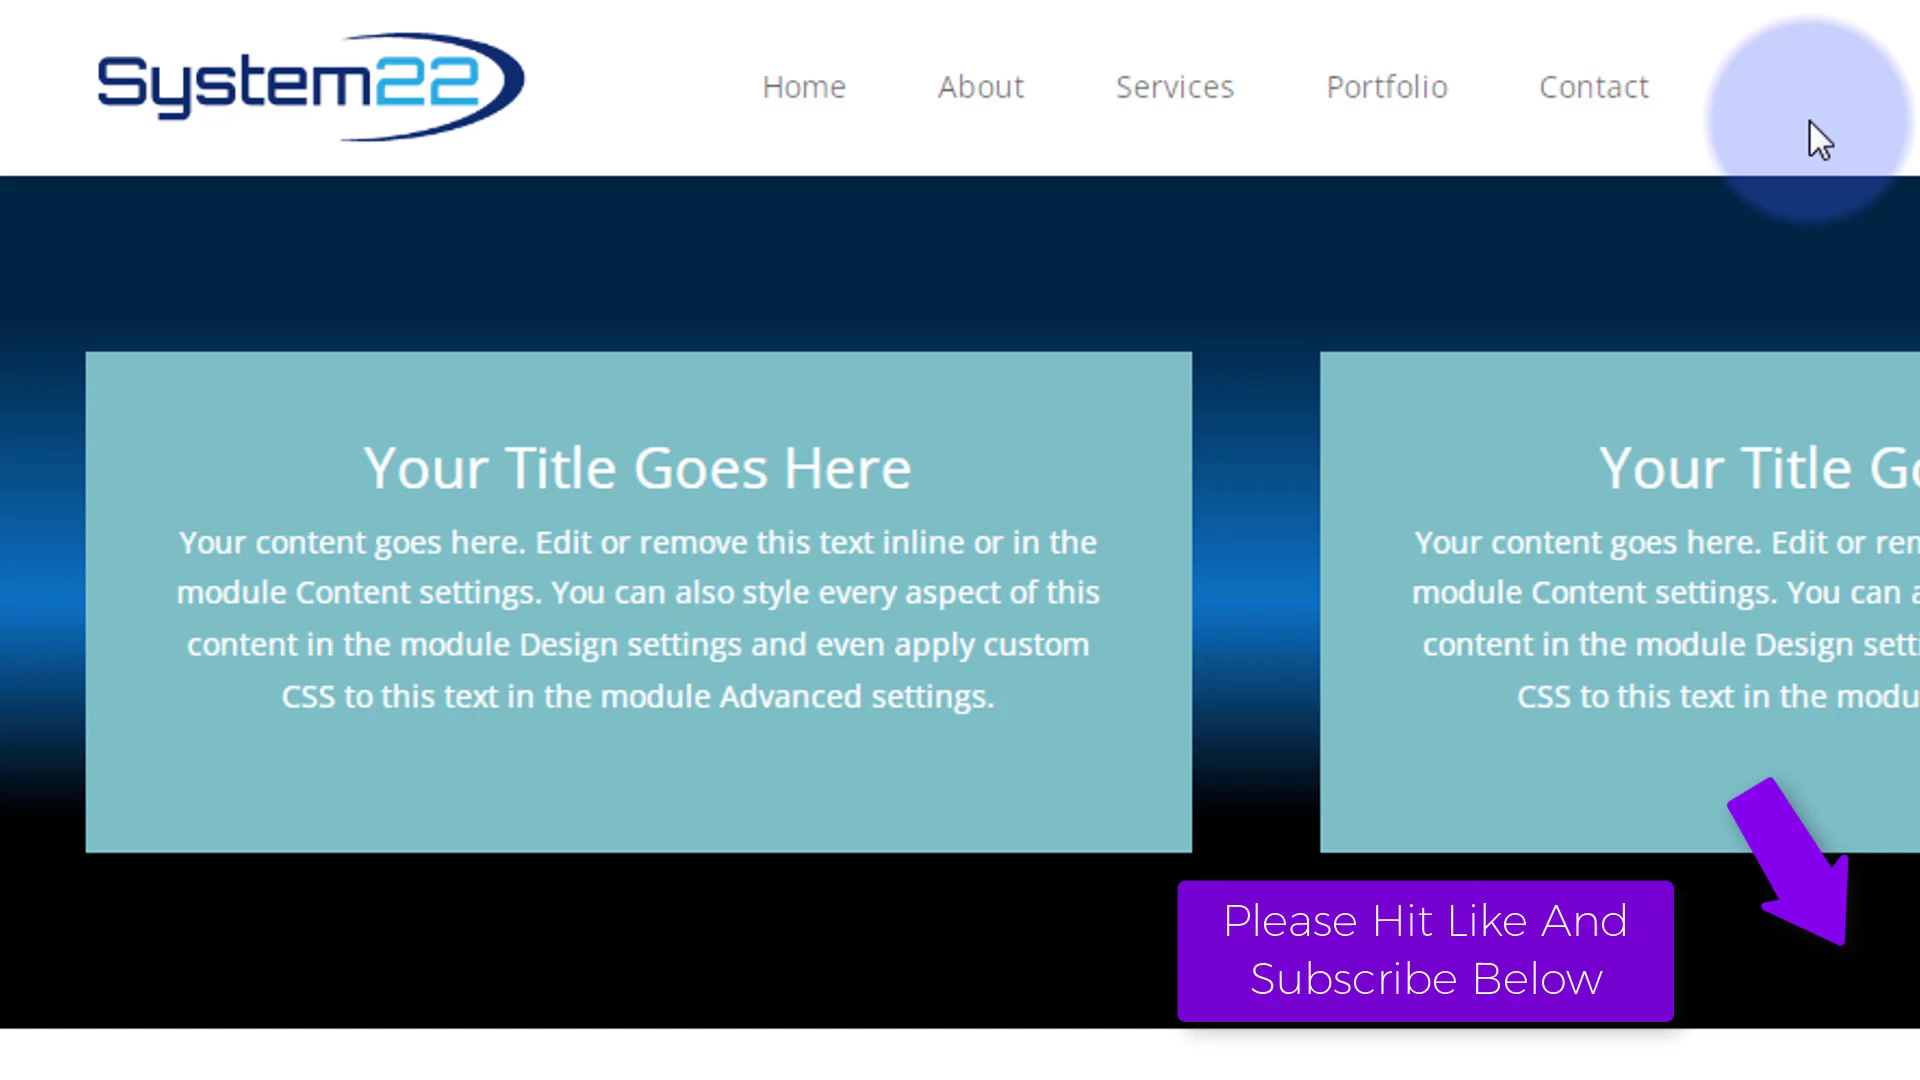 System22
Home About Services Portfolio Contact
Your Title Goes Here
Your content goes here. Edit or remove this text inline or in the
module Content settings. You can also style every aspect of this
content in the module Design settings and even apply custom
CSS to this text in the module Advanced settings.
Your Title
Your content goes here. Edit or
module Content settings. You can
content in the module Design
CSS to this text in the
Please Hit Like And
Subscribe Below